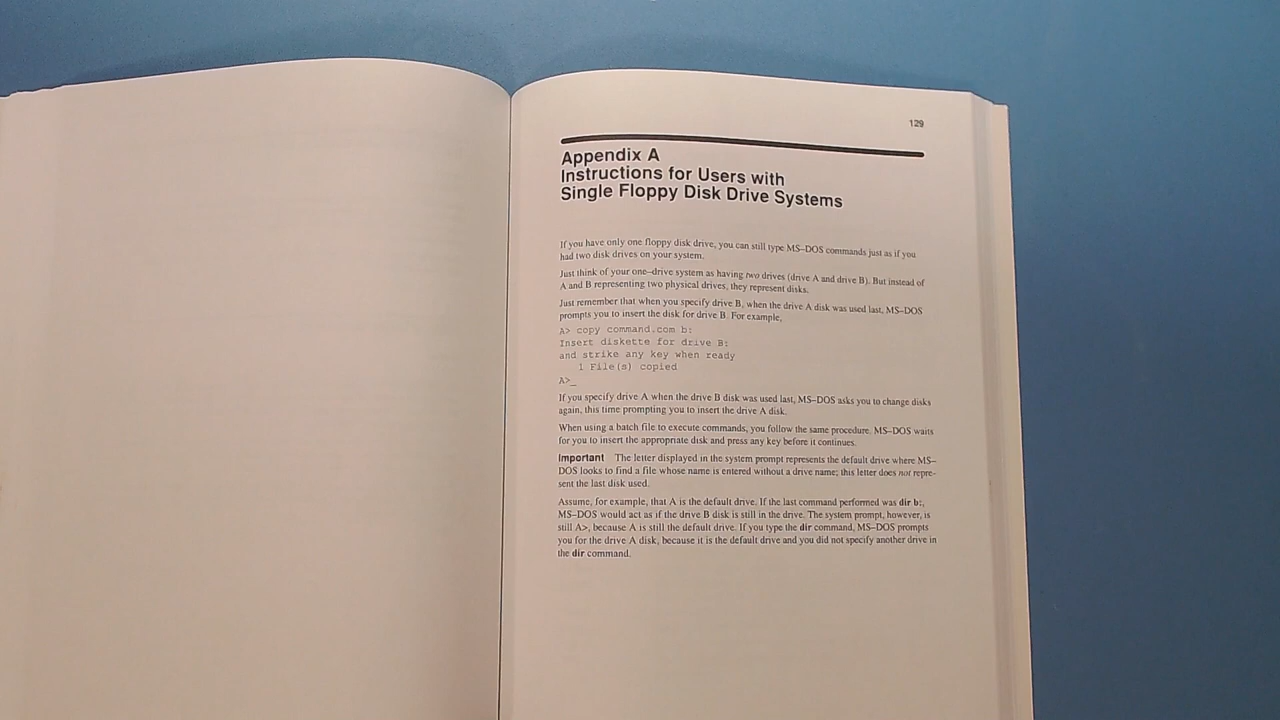 129
Appendix A
Instructions for Users with
Single Floppy Disk Drive Systems
If you have only one floppy disk drive, you can still type MS–DOS commands just as if you
had two disk drives on your system.
Just think of your one–drive system as having two drives (drive A and drive B). But instead of
A and B representing two physical drives, they represent disks.
Just remember that when you specify drive B, when the drive A disk was used last, MS–DOS
prompts you to insert the disk for drive B. For example,
A> copy command.com b:
Insert diskette for drive B:
and strike any key when ready
1 File(s) copied
A>_
If you specify drive A when the drive B disk was used last, MS–DOS asks you to change disks
again, this time prompting you to insert the drive A disk.
When using a batch file to execute commands, you follow the same procedure. MS–DOS waits
for you to insert the appropriate disk and press any key before it continues.
Important The letter displayed in the system prompt represents the default drive where MS–
DOS looks to find a file whose name is entered without a drive name; this letter does not repre-
sent the last disk used.
Assume, for example, that A is the default drive. If the last command performed was dir b:,
MS–DOS would act as if the drive B disk is still in the drive. The system prompt, however, is
still A>, because A is still the default drive. If you type the dir command, MS–DOS prompts
you for the drive A disk, because it is the default drive and you did not specify another drive in
the dir command.